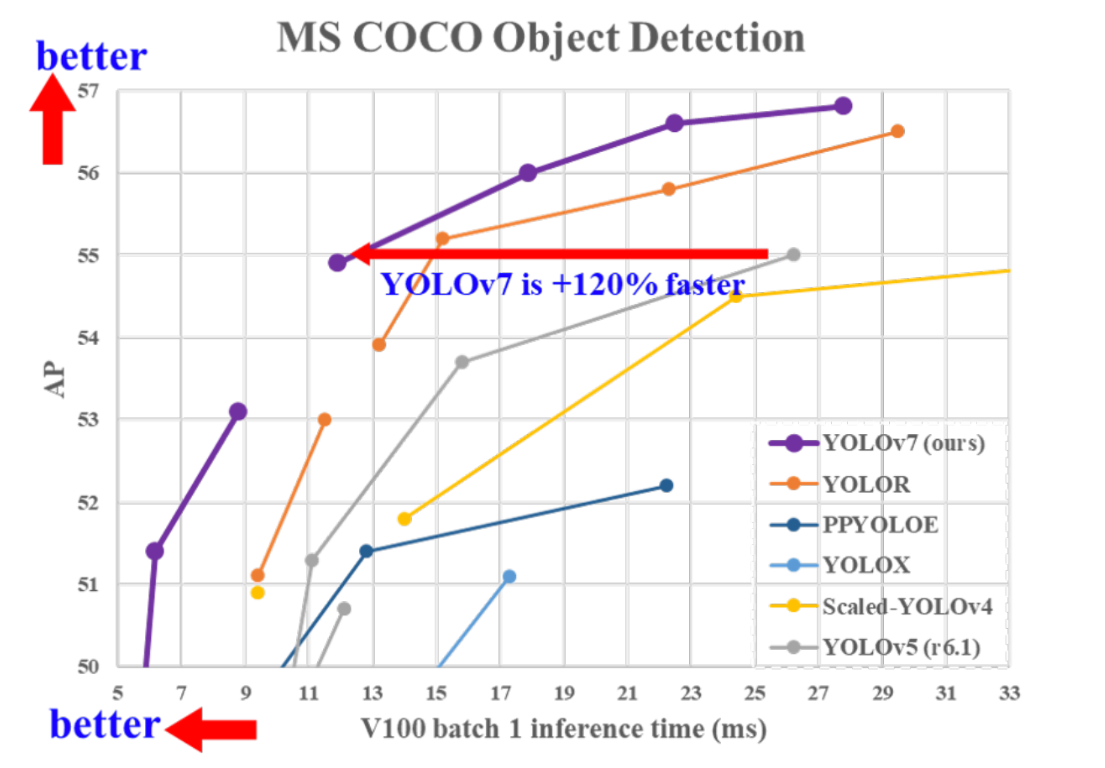 MS COCO Object Detection
better
57
56
55
54
53
52
51
50
AP
YOLOv7 is +120% faster
YOLOv7 (ours)
YOLOR
PPYOLOE
YOLOX
Scaled-YOLOv4
YOLOv5 (r6.1)
5 7 9 11 13 15 17 19 21 23 25 27 29 31 33
better
V100 batch 1 inference time (ms)